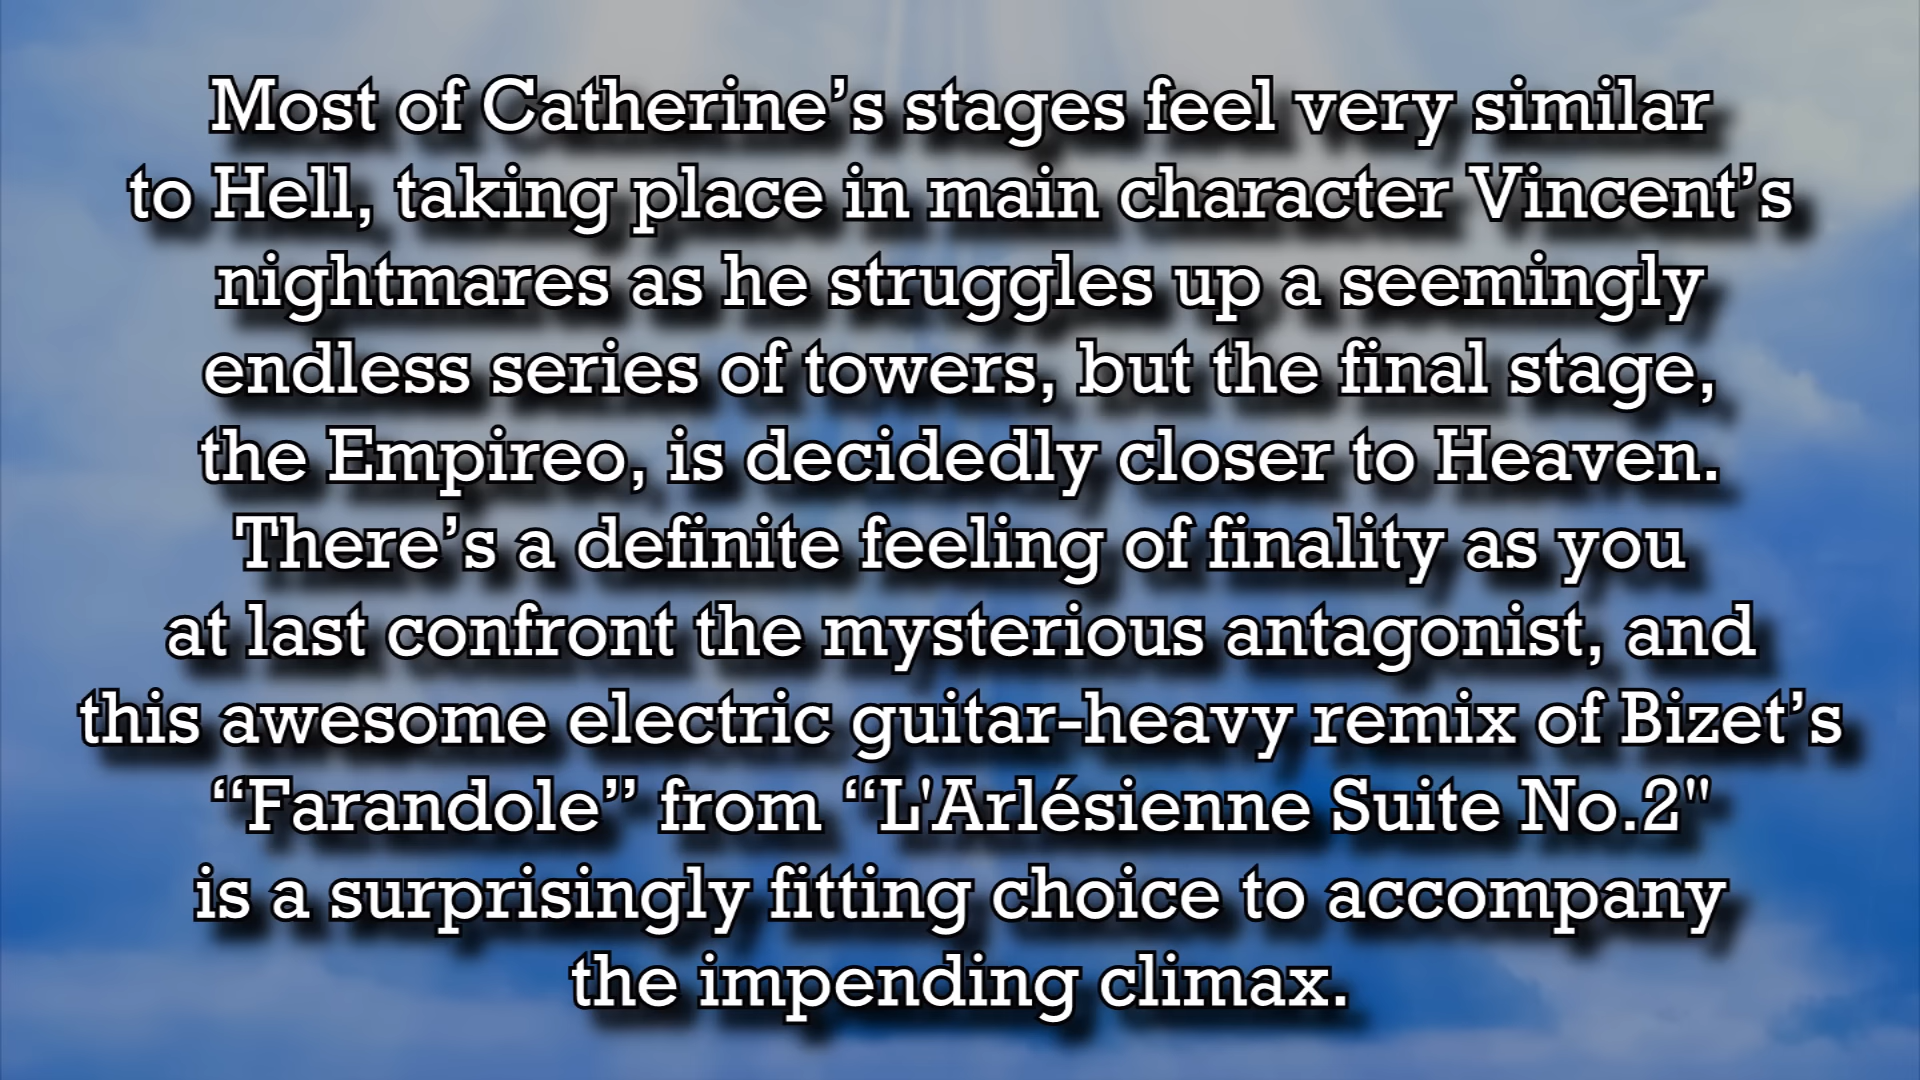 Most of Catherine’s stages feel very similar
to Hell, taking place in main character Vincent’s
nightmares as he struggles up a seemingly
endless series of towers, but the final stage,
the Empireo, is decidedly closer to Heaven.
There’s a definite feeling of finality as you
at last confront the mysterious antagonist, and
this awesome electric guitar-heavy remix of Bizet’s
“Farandole” from “L'Arlésienne Suite No.2"
is a surprisingly fitting choice to accompany
the impending climax.